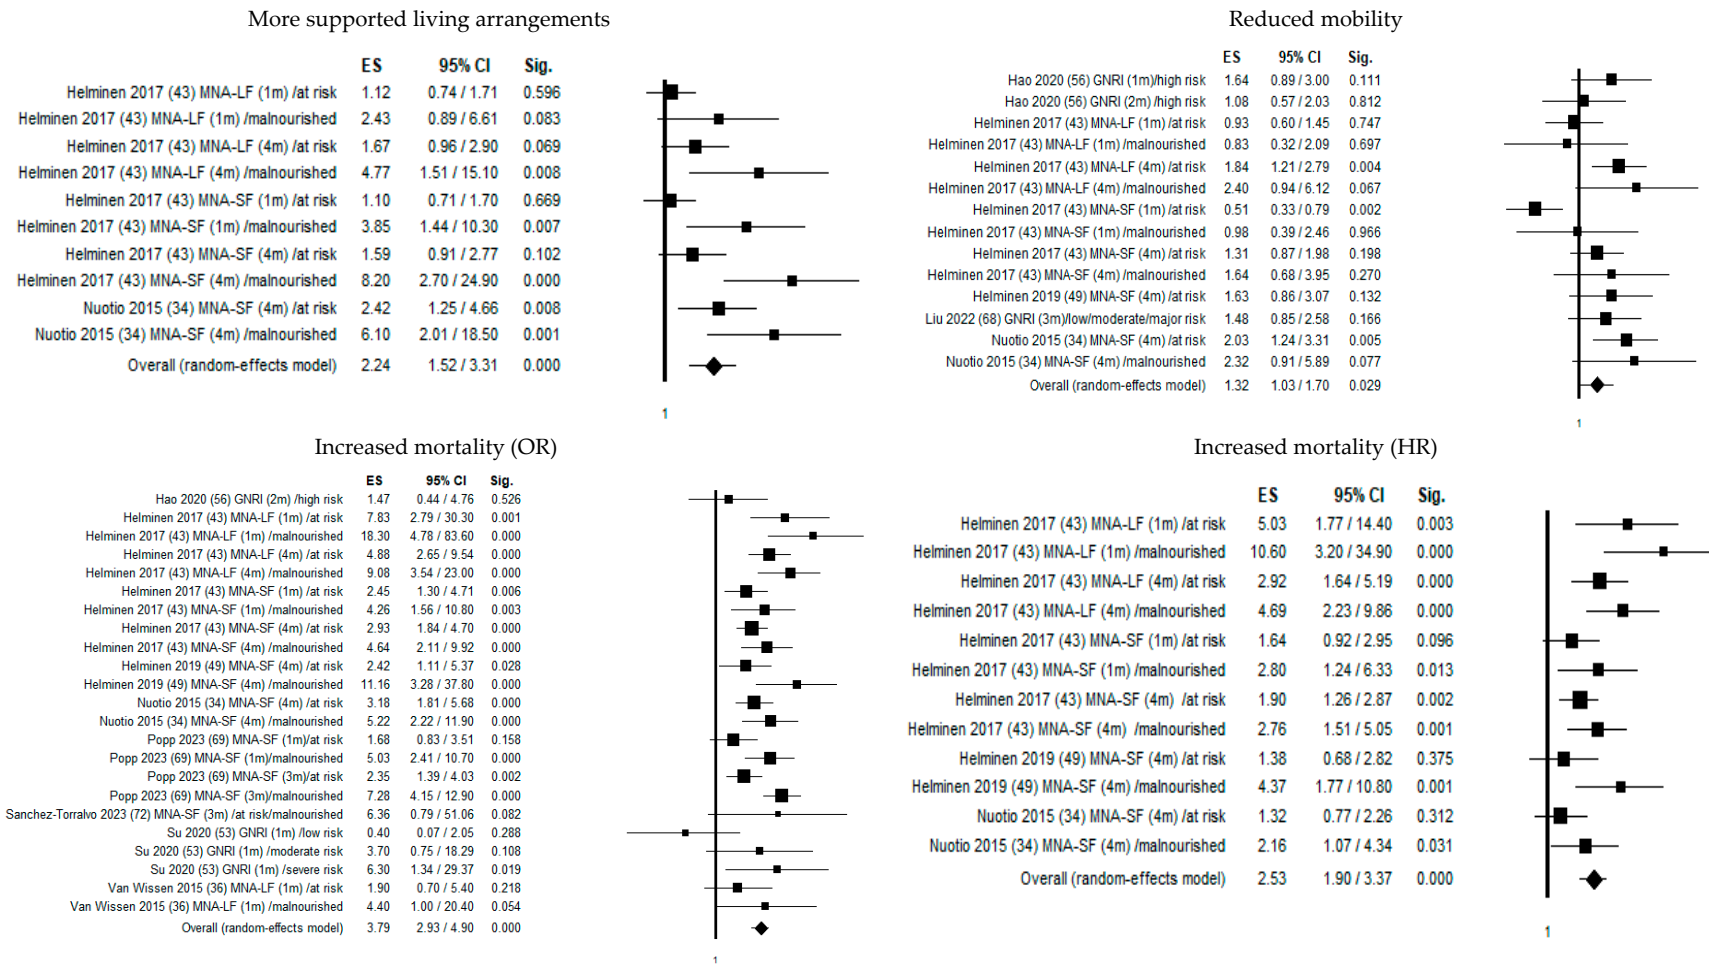 More supported living arrangements
ES 95% CI Sig.
Helminen 2017 (43) MNA-LF (1m) /at risk 1.12 0.74 / 1.71 0.596
Helminen 2017 (43) MNA-LF (1m) /malnourished 2.43 0.89 / 6.61 0.083
Helminen 2017 (43) MNA-LF (4m) /at risk 1.67 0.96 / 2.90 0.069
Helminen 2017 (43) MNA-LF (4m) /malnourished 4.77 1.51 / 15.10 0.008
Helminen 2017 (43) MNA-SF (1m) /at risk 1.10 0.71 / 1.70 0.669
Helminen 2017 (43) MNA-SF (1m) /malnourished 3.85 1.44 / 10.30 0.007
Helminen 2017 (43) MNA-SF (4m) /at risk 1.59 0.91 / 2.77 0.102
Helminen 2017 (43) MNA-SF (4m) /malnourished 8.20 2.70 / 24.90 0.000
Nuotio 2015 (34) MNA-SF (4m) /at risk 2.42 1.25 / 4.66 0.008
Nuotio 2015 (34) MNA-SF (4m) /malnourished 6.10 2.01 / 18.50 0.001
Overall (random-effects model) 2.24 1.52 / 3.31 0.000
1
Reduced mobility
ES 95% CI Sig.
Hao 2020 (56) GNRI (1m)/high risk 1.64 0.89 / 3.00 0.111
Hao 2020 (56) GNRI (2m) /high risk 1.08 0.57 / 2.03 0.812
Helminen 2017 (43) MNA-LF (1m) /at risk 0.93 0.60 / 1.45 0.747
Helminen 2017 (43) MNA-LF (1m) /malnourished 0.83 0.32 / 2.09 0.697
Helminen 2017 (43) MNA-LF (4m) /at risk 1.84 1.21 / 2.79 0.004
Helminen 2017 (43) MNA-LF (4m) /malnourished 2.40 0.94 / 6.12 0.067
Helminen 2017 (43) MNA-SF (1m) /at risk 0.51 0.33 / 0.79 0.002
Helminen 2017 (43) MNA-SF (1m) /malnourished 0.98 0.39 / 2.46 0.966
Helminen 2017 (43) MNA-SF (4m) /at risk 1.31 0.87 / 1.98 0.198
Helminen 2017 (43) MNA-SF (4m) /malnourished 1.64 0.68 / 3.95 0.270
Helminen 2019 (49) MNA-SF (4m) /at risk 1.63 0.86 / 3.07 0.132
Liu 2022 (68) GNRI (3m)/low/moderate/major risk 1.48 0.85 / 2.58 0.166
Nuotio 2015 (34) MNA-SF (4m) /at risk 2.03 1.24 / 3.31 0.005
Nuotio 2015 (34) MNA-SF (4m) /malnourished 2.32 0.91 / 5.89 0.077
Overall (random-effects model) 1.32 1.03 / 1.70 0.029
1
Increased mortality (OR)
ES 95% CI Sig.
Hao 2020 (56) GNRI (2m) /high risk 1.47 0.44 / 4.76 0.526
Helminen 2017 (43) MNA-LF (1m) /at risk 7.83 2.79 / 30.30 0.001
Helminen 2017 (43) MNA-LF (1m) /malnourished 18.30 4.78 / 83.60 0.000
Helminen 2017 (43) MNA-LF (4m) /at risk 4.88 2.65 / 9.54 0.000
Helminen 2017 (43) MNA-LF (4m) /malnourished 9.08 3.54 / 23.00 0.000
Helminen 2017 (43) MNA-SF (1m) /at risk 2.45 1.30 / 4.71 0.006
Helminen 2017 (43) MNA-SF (1m) /malnourished 4.26 1.56 / 10.80 0.003
Helminen 2017 (43) MNA-SF (4m) /at risk 2.93 1.84 / 4.70 0.000
Helminen 2017 (43) MNA-SF (4m) /malnourished 4.64 2.11 / 9.92 0.000
Helminen 2019 (49) MNA-SF (4m) /at risk 2.42 1.11 / 5.37 0.028
Helminen 2019 (49) MNA-SF (4m) /malnourished 11.16 3.28 / 37.80 0.000
Nuotio 2015 (34) MNA-SF (4m) /at risk 3.18 1.81 / 5.68 0.000
Nuotio 2015 (34) MNA-SF (4m) /malnourished 5.22 2.22 / 11.90 0.000
Popp 2023 (69) MNA-SF (1m)/at risk 1.68 0.83 / 3.51 0.158
Popp 2023 (69) MNA-SF (1m)/malnourished 5.03 2.41 / 10.70 0.000
Popp 2023 (69) MNA-SF (3m)/at risk 2.35 1.39 / 4.03 0.002
Popp 2023 (69) MNA-SF (3m)/malnourished 7.28 4.15 / 12.90 0.000
Sanchez-Torralvo 2023 (72) MNA-SF (3m) /at risk/malnourished 6.36 0.79 / 51.06 0.082
Su 2020 (53) GNRI (1m) /low risk 0.40 0.07 / 2.05 0.288
Su 2020 (53) GNRI (1m) /moderate risk 3.70 0.75 / 18.29 0.108
Su 2020 (53) GNRI (1m) /severe risk 6.30 1.34 / 29.37 0.019
Van Wissen 2015 (36) MNA-LF (1m) /at risk 1.90 0.70 / 5.40 0.218
Van Wissen 2015 (36) MNA-LF (1m) /malnourished 4.40 1.00 / 20.40 0.054
Overall (random-effects model) 3.79 2.93 / 4.90 0.000
1
Increased mortality (HR)
ES 95% CI Sig.
Helminen 2017 (43) MNA-LF (1m) /at risk 5.03 1.77 / 14.40 0.003
Helminen 2017 (43) MNA-LF (1m) /malnourished 10.60 3.20 / 34.90 0.000
Helminen 2017 (43) MNA-LF (4m) /at risk 2.92 1.64 / 5.19 0.000
Helminen 2017 (43) MNA-LF (4m) /malnourished 4.69 2.23 / 9.86 0.000
Helminen 2017 (43) MNA-SF (1m) /at risk 1.64 0.92 / 2.95 0.096
Helminen 2017 (43) MNA-SF (1m) /malnourished 2.80 1.24 / 6.33 0.013
Helminen 2017 (43) MNA-SF (4m) /at risk 1.90 1.26 / 2.87 0.002
Helminen 2017 (43) MNA-SF (4m) /malnourished 2.76 1.51 / 5.05 0.001
Helminen 2019 (49) MNA-SF (4m) /at risk 1.38 0.68 / 2.82 0.375
Helminen 2019 (49) MNA-SF (4m) /malnourished 4.37 1.77 / 10.80 0.001
Nuotio 2015 (34) MNA-SF (4m) /at risk 1.32 0.77 / 2.26 0.312
Nuotio 2015 (34) MNA-SF (4m) /malnourished 2.16 1.07 / 4.34 0.031
Overall (random-effects model) 2.53 1.90 / 3.37 0.000
1